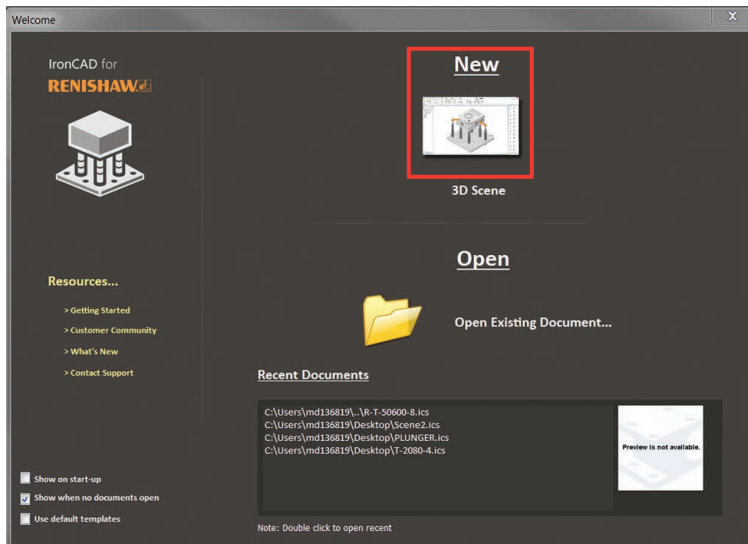 Welcome
X
IronCAD for
RENISHAW
New
3D Scene
Open
Open Existing Document...
Resources...
> Getting Started
> Customer Community
> What's New
> Contact Support
Recent Documents
C:\Users\md136819\..\R-T-50600-8.ics
C:\Users\md136819\Desktop\Scene2.ics
C:\Users\md136819\Desktop\PLUNGER.ics
C:\Users\md136819\Desktop\T-2080-4.ics
Preview is not available.
Show on start-up
Show when no documents open
Use default templates
Note: Double click to open recent